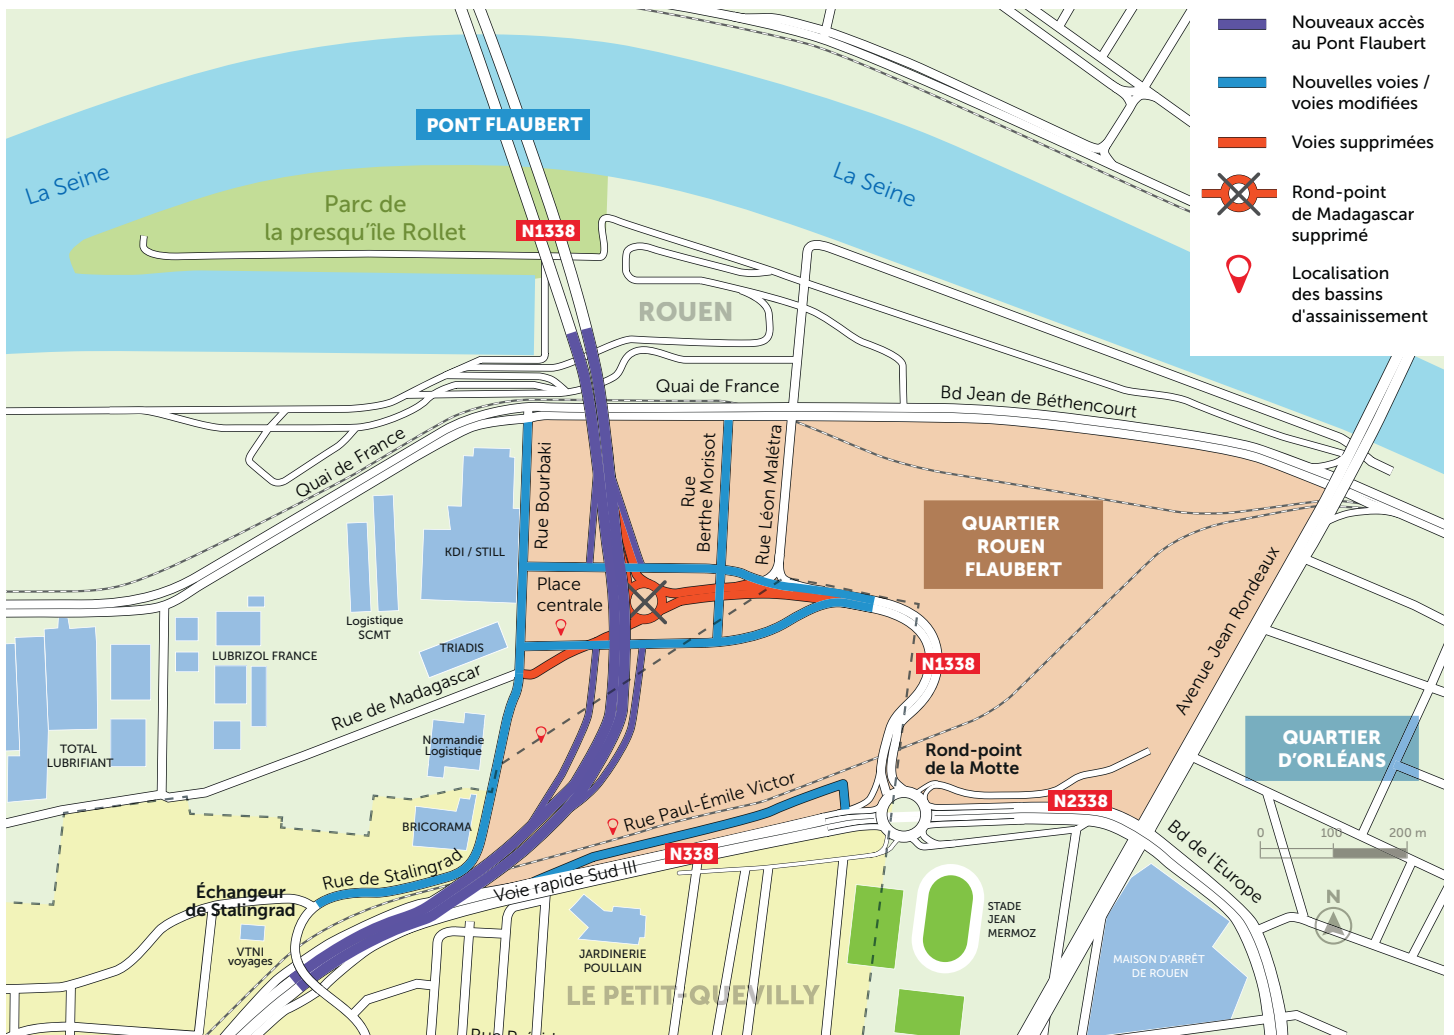 Nouveaux accès
au Pont Flaubert
Nouvelles voies /
voies modifiées
Voies supprimées
Rond-point
de Madagascar
supprimé
Localisation
des bassins
d'assainissement
PONT FLAUBERT
La Seine
La Seine
Parc de
la presqu'île Rollet
N1338
ROUEN
Quai de France
Bd Jean de Béthencourt
Quai de France
Rue Bourbaki
Rue
Berthe Morisot
Rue Léon Malétra
QUARTIER
ROUEN
FLAUBERT
KDI / STILL
Place
centrale
Logistique
SCMT
TRIADIS
LUBRIZOL FRANCE
Rue de Madagascar
N1338
Avenue Jean Rondeaux
Normandie
Logistique
TOTAL
LUBRIFIANT
Rond-point
de la Motte
QUARTIER
D'ORLÉANS
N2338
Rue Paul-Émile Victor
BRICORAMA
N338
0
100
200 m
Bd de l'Europe
Rue de Stalingrad
Voie rapide Sud III
Échangeur
de Stalingrad
N
STADE
JEAN
MERMOZ
VTNI
voyages
JARDINERIE
POULLAIN
MAISON D'ARRÊT
DE ROUEN
LE PETIT-QUEVILLY